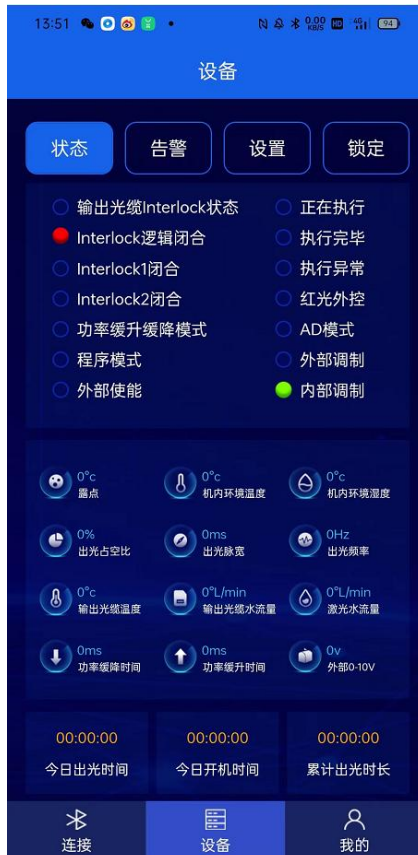 13:51 0.00 KB/S HD 4G 94
设备
状态 告警 设置 锁定
输出光缆Interlock状态 正在执行
Interlock逻辑闭合 执行完毕
Interlock1闭合 执行异常
Interlock2闭合 红光外控
功率缓升缓降模式 AD模式
程序模式 外部调制
外部使能 内部调制
0°c 0°c 0°c
露点 机内环境温度 机内环境湿度
0% 0ms 0Hz
出光占空比 出光脉宽 出光频率
0°c 0°L/min 0°L/min
输出光缆温度 输出光缆水流量 激光水流量
0ms 0ms 0v
功率缓降时间 功率缓升时间 外部0-10V
00:00:00 00:00:00 00:00:00
今日出光时间 今日开机时间 累计出光时长
连接 设备 我的